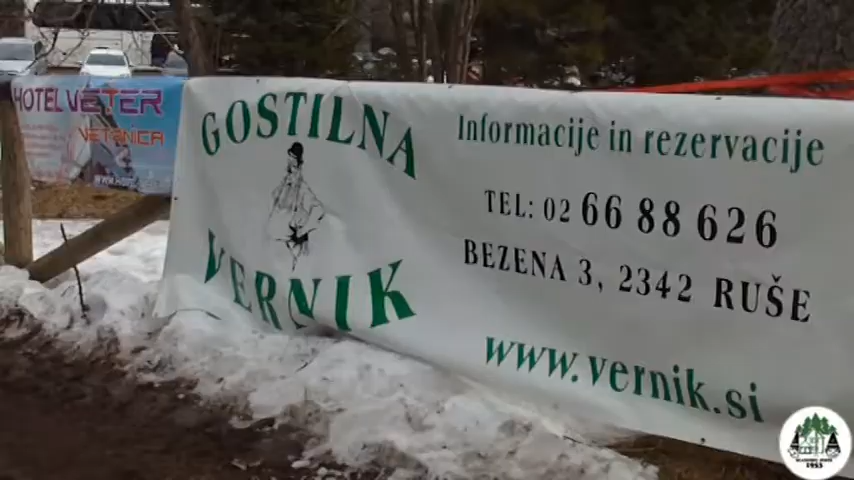 HOTEL VETER
VETRNICA
GOSTILNA
VERNIK
Informacije in rezervacije
TEL: 02 66 88 626
BEZENA 3, 2342 RUŠE
www.vernik.si
1955